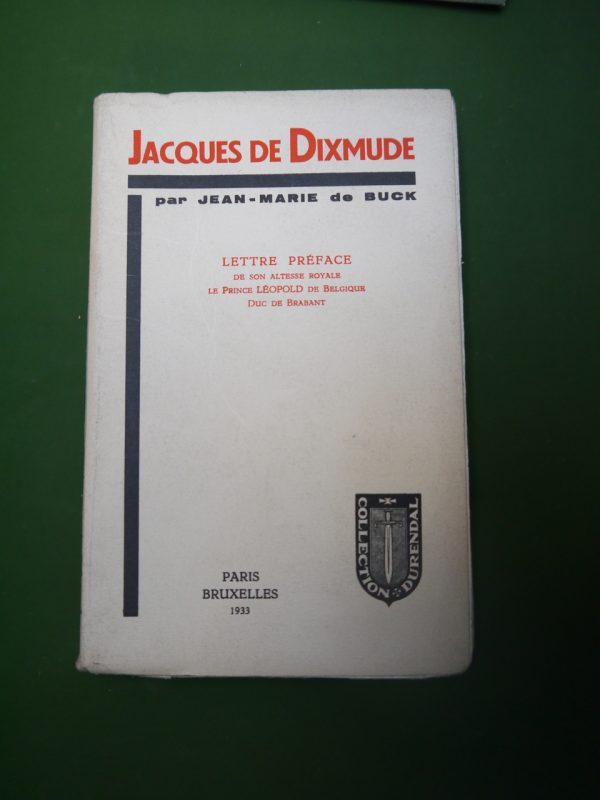 JACQUES DE DIXMUDE
par JEAN-MARIE de BUCK
LETTRE PRÉFACE
DE SON ALTESSE ROYALE
LE PRINCE LÉOPOLD DE BELGIQUE
DUC DE BRABANT
COLLECTION DURENDAL
PARIS
BRUXELLES
1933